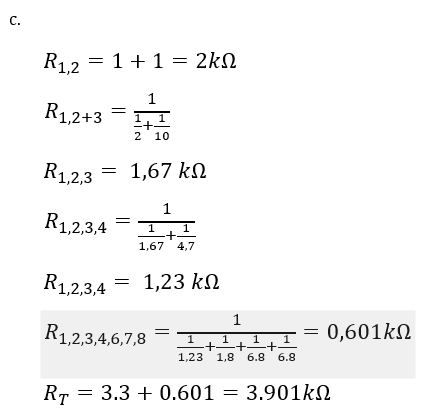 c.
R1,2 = 1 + 1 = 2kΩ
R1,2+3 = 1/(1/2 + 1/10)
R1,2,3 = 1,67 kΩ
R1,2,3,4 = 1/(1/1,67 + 1/4,7)
R1,2,3,4 = 1,23 kΩ
R1,2,3,4,6,7,8 = 1/(1/1,23 + 1/1,8 + 1/6.8 + 1/6.8) = 0,601kΩ
RT = 3.3 + 0.601 = 3.901kΩ